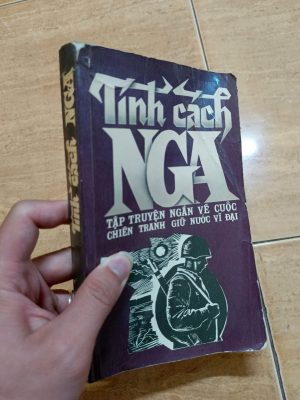 Tính cách
NGA
TẬP TRUYỆN NGẮN VỀ CUỘC
CHIẾN TRANH GIỮ NƯỚC VĨ ĐẠI
Tính cách NGA